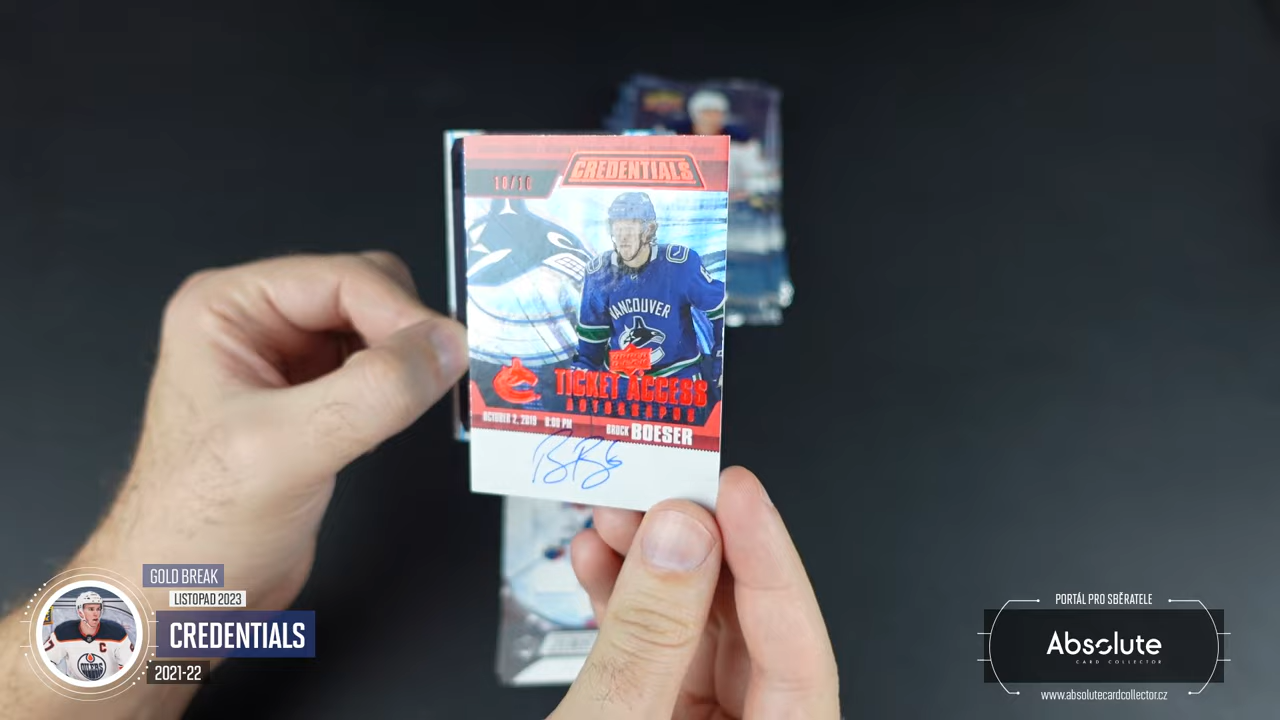 CREDENTIALS
10/10
VANCOUVER
TICKET ACCESS
AUTOGRAPHS
OCTOBER 2, 2019 8:00 PM
BROCK BOESER
GOLD BREAK
LISTOPAD 2023
CREDENTIALS
2021-22
PORTÁL PRO SBĚRATELE
Absolute
CARD COLLECTOR
www.absolutecardcollector.cz